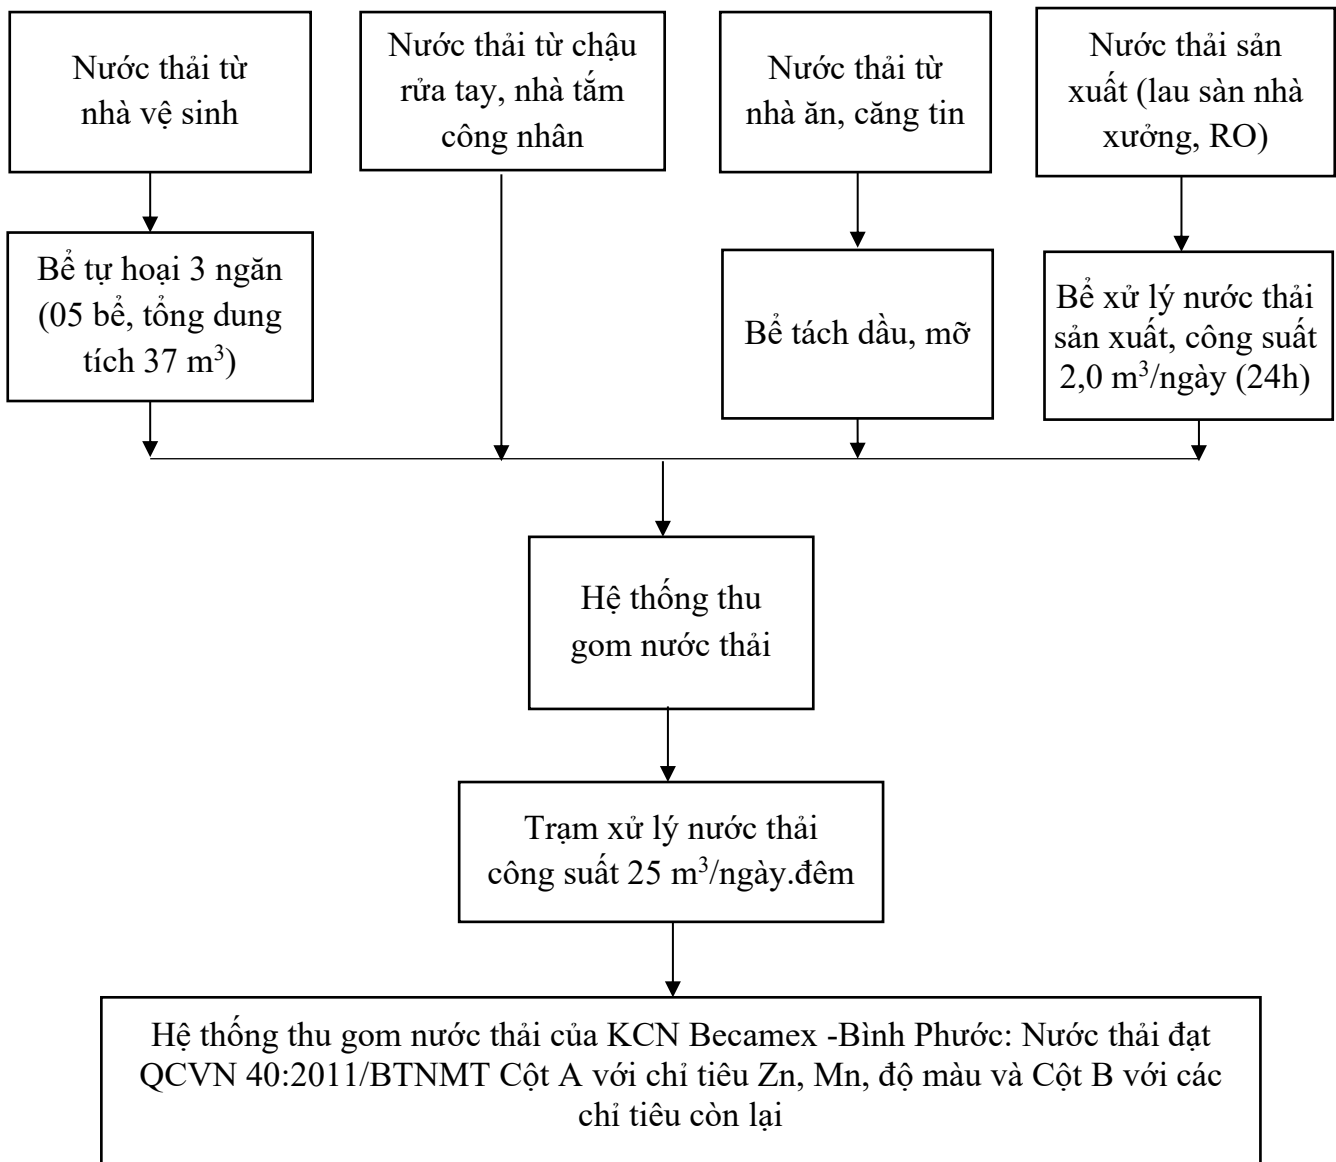 Nước thải từ
nhà vệ sinh
Nước thải từ chậu
rửa tay, nhà tắm
công nhân
Nước thải từ
nhà ăn, căng tin
Nước thải sản
xuất (lau sàn nhà
xưởng, RO)
Bể tự hoại 3 ngăn
(05 bể, tổng dung
tích 37 m³)
Bể tách dầu, mỡ
Bể xử lý nước thải
sản xuất, công suất
2,0 m³/ngày (24h)
Hệ thống thu
gom nước thải
Trạm xử lý nước thải
công suất 25 m³/ngày.đêm
Hệ thống thu gom nước thải của KCN Becamex -Bình Phước: Nước thải đạt
QCVN 40:2011/BTNMT Cột A với chỉ tiêu Zn, Mn, độ màu và Cột B với các
chỉ tiêu còn lại